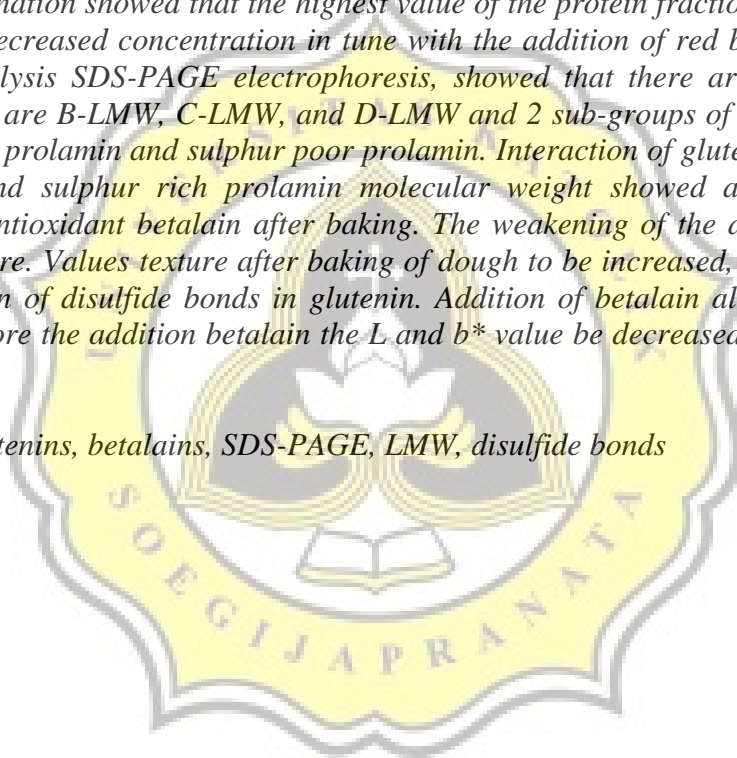 nation showed that the highest value of the protein fractio
ecreased concentration in tune with the addition of red b
lysis SDS-PAGE electrophoresis, showed that there ar
are B-LMW, C-LMW, and D-LMW and 2 sub-groups of
prolamin and sulphur poor prolamin. Interaction of glute
nd sulphur rich prolamin molecular weight showed a
ntioxidant betalain after baking. The weakening of the a
re. Values texture after baking of dough to be increased,
n of disulfide bonds in glutenin. Addition of betalain al
ore the addition betalain the L and b* value be decreased
tenins, betalains, SDS-PAGE, LMW, disulfide bonds
UNIVERSITAS KATOLIK
SOEGIJAPRANATA